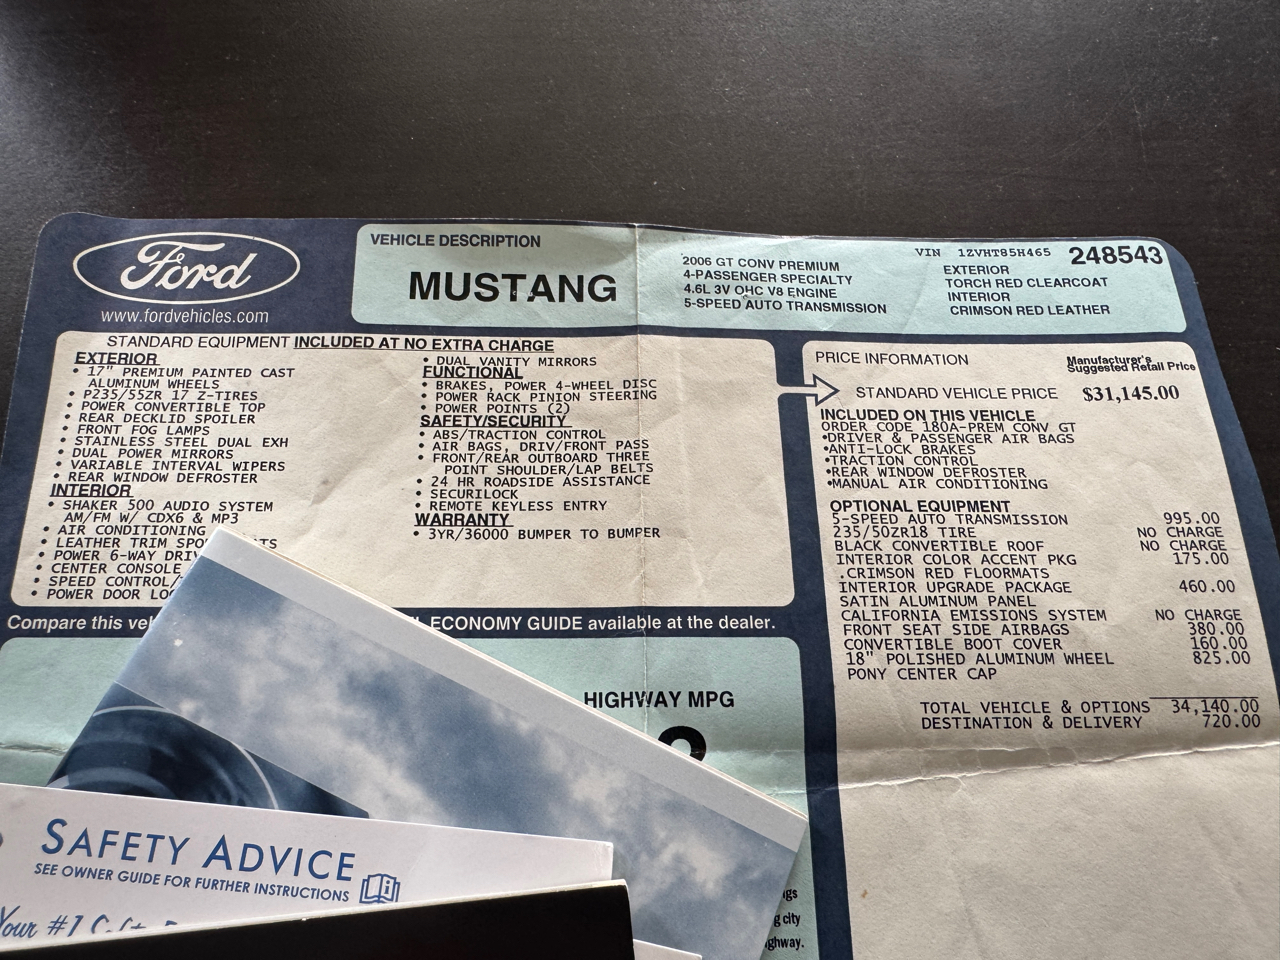 Ford
www.fordvehicles.com
VEHICLE DESCRIPTION
MUSTANG
2006 GT CONV PREMIUM
4-PASSENGER SPECIALTY
4.6L 3V OHC V8 ENGINE
5-SPEED AUTO TRANSMISSION
VIN 1ZVHT85H465 248543
EXTERIOR
TORCH RED CLEARCOAT
INTERIOR
CRIMSON RED LEATHER
STANDARD EQUIPMENT INCLUDED AT NO EXTRA CHARGE
EXTERIOR
• 17" PREMIUM PAINTED CAST
ALUMINUM WHEELS
• P235/55ZR 17 Z-TIRES
• POWER CONVERTIBLE TOP
• REAR DECKLID SPOILER
• FRONT FOG LAMPS
• STAINLESS STEEL DUAL EXH
• DUAL POWER MIRRORS
• VARIABLE INTERVAL WIPERS
• REAR WINDOW DEFROSTER
INTERIOR
• SHAKER 500 AUDIO SYSTEM
AM/FM W/ CDX6 & MP3
• AIR CONDITIONING
• LEATHER TRIM
• POWER 6-WAY
• CENTER CONSOLE
• SPEED CONTROL/
• POWER DOOR
• DUAL VANITY MIRRORS
FUNCTIONAL
• BRAKES, POWER 4-WHEEL DISC
• POWER RACK PINION STEERING
• POWER POINTS (2)
SAFETY/SECURITY
• ABS/TRACTION CONTROL
• AIR BAGS, DRIV/FRONT PASS
• FRONT/REAR OUTBOARD THREE
POINT SHOULDER/LAP BELTS
• 24 HR ROADSIDE ASSISTANCE
• SECURILOCK
• REMOTE KEYLESS ENTRY
WARRANTY
• 3YR/36000 BUMPER TO BUMPER
PRICE INFORMATION
Manufacturer's
Suggested Retail Price
STANDARD VEHICLE PRICE $31,145.00
INCLUDED ON THIS VEHICLE
ORDER CODE 180A-PREM CONV GT
•DRIVER & PASSENGER AIR BAGS
•ANTI-LOCK BRAKES
•TRACTION CONTROL
•REAR WINDOW DEFROSTER
•MANUAL AIR CONDITIONING
OPTIONAL EQUIPMENT
5-SPEED AUTO TRANSMISSION 995.00
235/50ZR18 TIRE NO CHARGE
BLACK CONVERTIBLE ROOF NO CHARGE
INTERIOR COLOR ACCENT PKG 175.00
.CRIMSON RED FLOORMATS
INTERIOR UPGRADE PACKAGE 460.00
SATIN ALUMINUM PANEL
CALIFORNIA EMISSIONS SYSTEM NO CHARGE
FRONT SEAT SIDE AIRBAGS 380.00
CONVERTIBLE BOOT COVER 160.00
18" POLISHED ALUMINUM WHEEL 825.00
PONY CENTER CAP
TOTAL VEHICLE & OPTIONS 34,140.00
DESTINATION & DELIVERY 720.00
Compare this ECONOMY GUIDE available at the dealer.
HIGHWAY MPG
city
SAFETY ADVICE
SEE OWNER GUIDE FOR FURTHER INSTRUCTIONS
Your #1